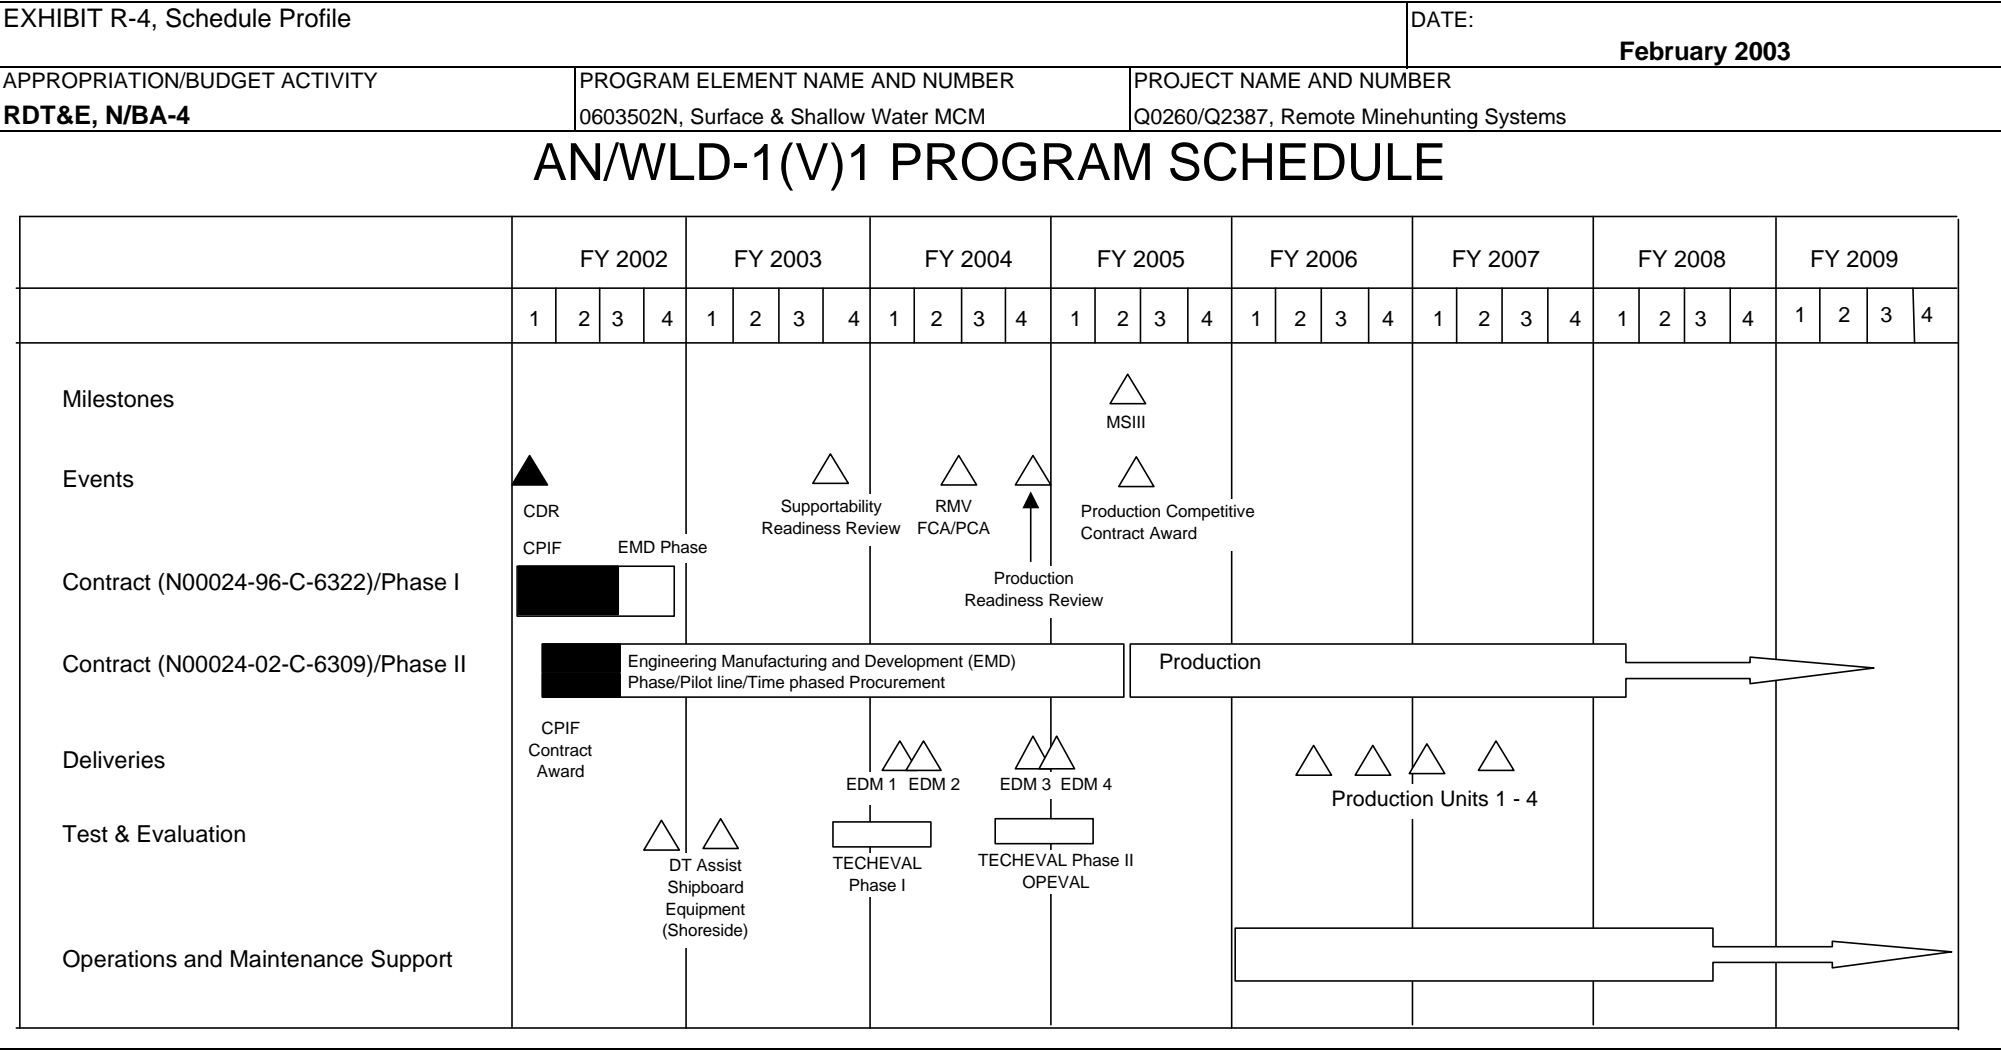 EXHIBIT R-4, Schedule Profile
DATE:
February 2003
APPROPRIATION/BUDGET ACTIVITY
PROGRAM ELEMENT NAME AND NUMBER
PROJECT NAME AND NUMBER
RDT&E, N/BA-4
0603502N, Surface & Shallow Water MCM
Q0260/Q2387, Remote Minehunting Systems
AN/WLD-1(V)1 PROGRAM SCHEDULE
FY 2002 FY 2003 FY 2004 FY 2005 FY 2006 FY 2007 FY 2008 FY 2009
1 2 3 4 1 2 3 4 1 2 3 4 1 2 3 4 1 2 3 4 1 2 3 4 1 2 3 4 1 2 3 4
Milestones
MSIII
Events
CDR
Supportability
Readiness Review
RMV
FCA/PCA
Production Competitive
Contract Award
CPIF
EMD Phase
Production
Readiness Review
Contract (N00024-96-C-6322)/Phase I
Contract (N00024-02-C-6309)/Phase II
Engineering Manufacturing and Development (EMD)
Phase/Pilot line/Time phased Procurement
Production
CPIF
Contract
Award
Deliveries
EDM 1 EDM 2
EDM 3 EDM 4
Production Units 1 - 4
Test & Evaluation
DT Assist
Shipboard
Equipment
(Shoreside)
TECHEVAL
Phase I
TECHEVAL Phase II
OPEVAL
Operations and Maintenance Support